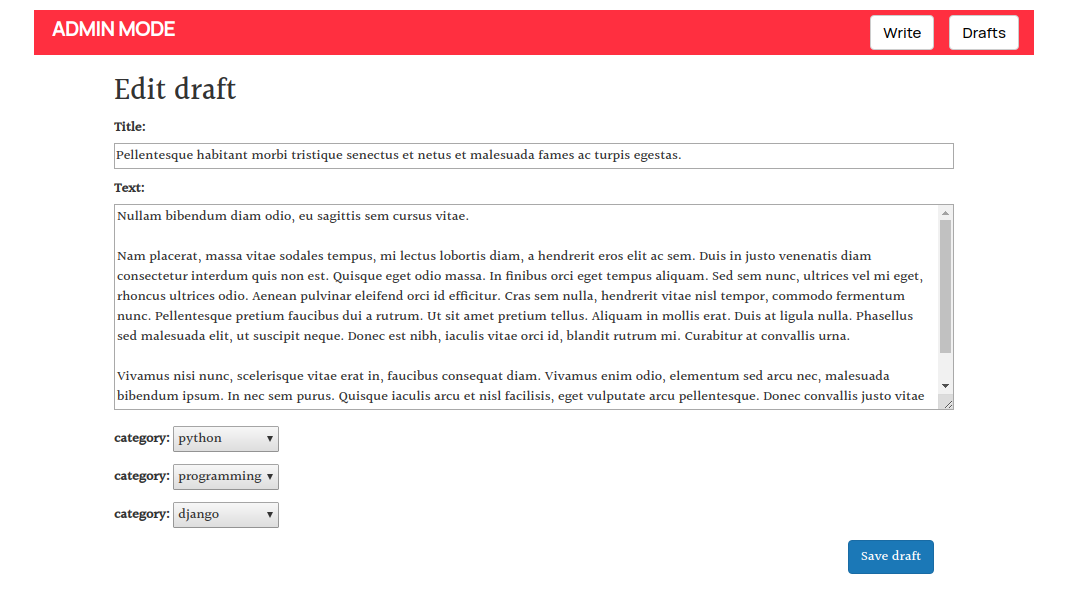 ADMIN MODE
Write
Drafts
Edit draft
Title:
Pellentesque habitant morbi tristique senectus et netus et malesuada fames ac turpis egestas.
Text:
Nullam bibendum diam odio, eu sagittis sem cursus vitae.
Nam placerat, massa vitae sodales tempus, mi lectus lobortis diam, a hendrerit eros elit ac sem. Duis in justo venenatis diam
consectetur interdum quis non est. Quisque eget odio massa. In finibus orci eget tempus aliquam. Sed sem nunc, ultrices vel mi eget,
rhoncus ultrices odio. Aenean pulvinar eleifend orci id efficitur. Cras sem nulla, hendrerit vitae nisl tempor, commodo fermentum
nunc. Pellentesque pretium faucibus dui a rutrum. Ut sit amet pretium tellus. Aliquam in mollis erat. Duis at ligula nulla. Phasellus
sed malesuada elit, ut suscipit neque. Donec est nibh, iaculis vitae orci id, blandit rutrum mi. Curabitur at convallis urna.
Vivamus nisi nunc, scelerisque vitae erat in, faucibus consequat diam. Vivamus enim odio, elementum sed arcu nec, malesuada
bibendum ipsum. In nec sem purus. Quisque iaculis arcu et nisl facilisis, eget vulputate arcu pellentesque. Donec convallis justo vitae
category: python
category: programming
category: django
Save draft